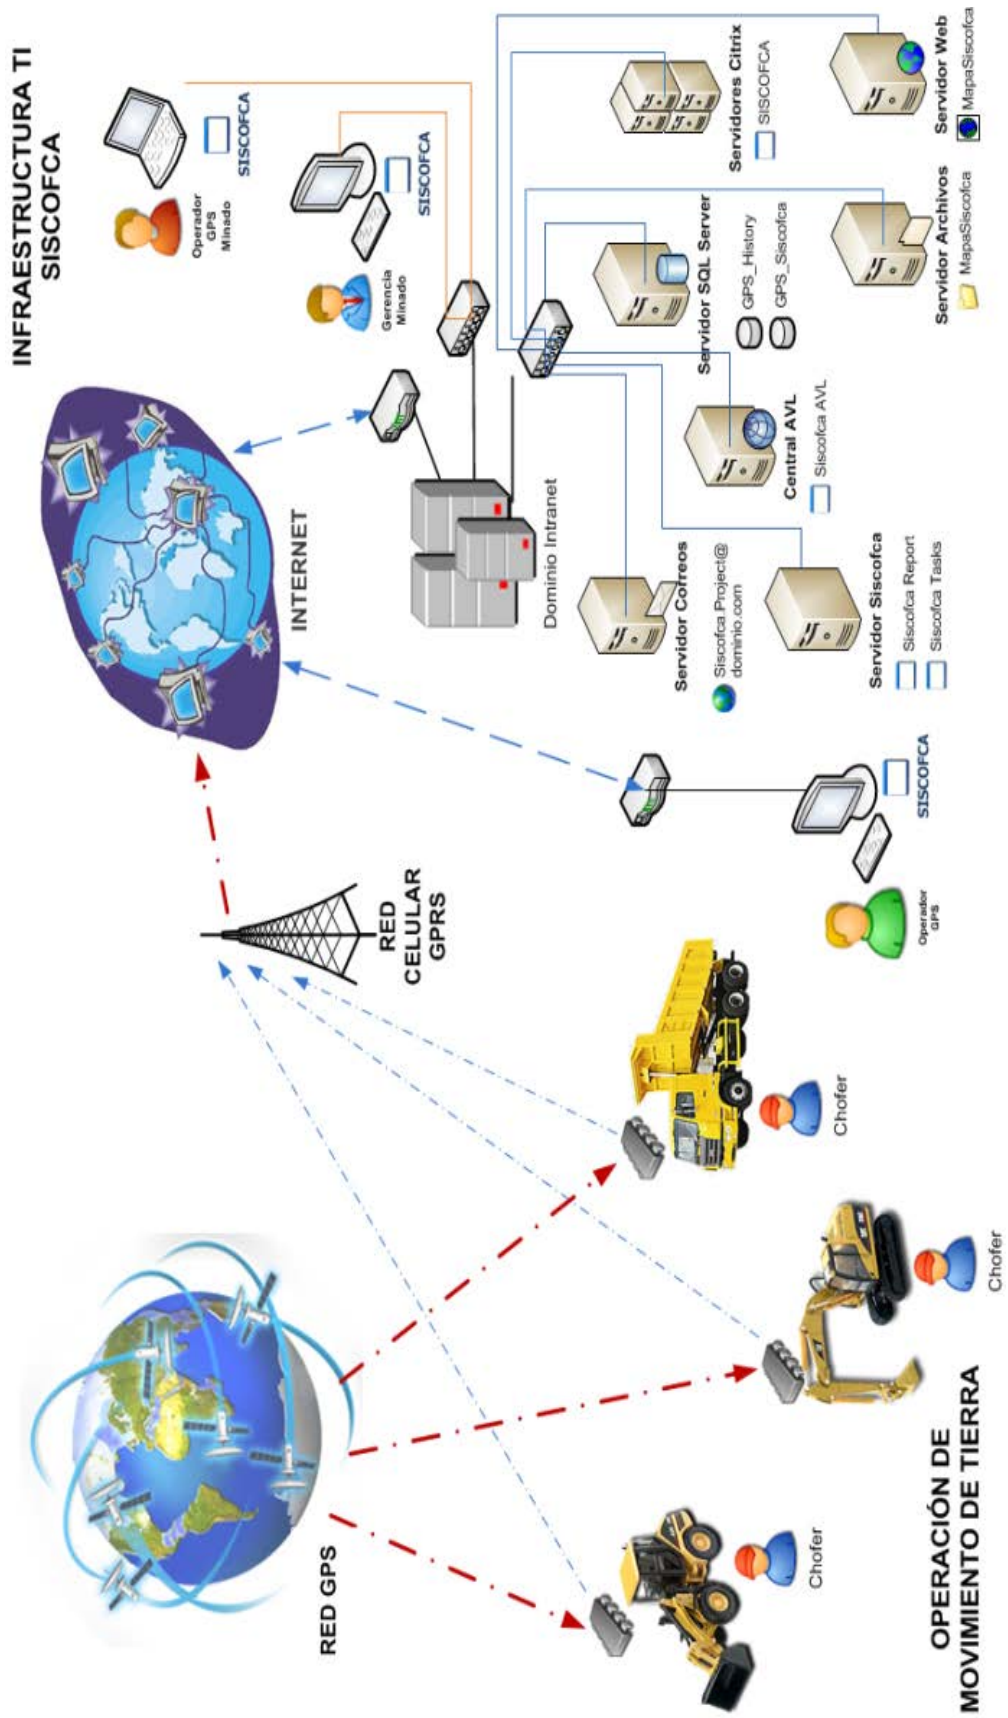 INFRAESTRUCTURA TI
SISCOFCA
RED GPS
RED
CELULAR
GPRS
INTERNET
SISCOFCA
Operador
GPS
Minado
SISCOFCA
Gerencia
Minado
Dominio Intranet
Servidor Correos
Siscofca.Project@
dominio.com
Central AVL
Siscofca AVL
Servidor SQL Server
GPS_History
GPS_Siscofca
Servidores Citrix
SISCOFCA
Servidor Siscofca
Siscofca Report
Siscofca Tasks
Servidor Archivos
MapaSiscofca
Servidor Web
MapaSiscofca
SISCOFCA
Operador
GPS
Chofer
Chofer
Chofer
OPERACIÓN DE
MOVIMIENTO DE TIERRA